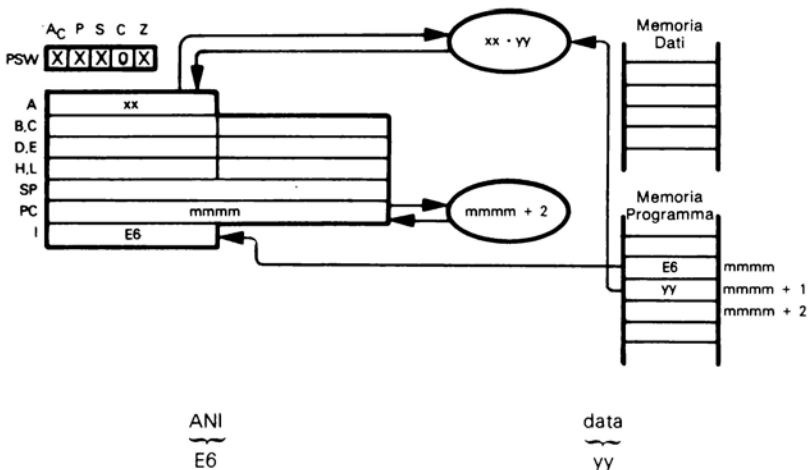 A_C P S C Z
PSW X X X 0 X
A xx
B,C
D,E
H,L
SP
PC mmmm
I E6
xx · yy
mmmm + 2
Memoria
Dati
Memoria
Programma
E6 mmmm
yy mmmm + 1
mmmm + 2
ANI data
E6 yy